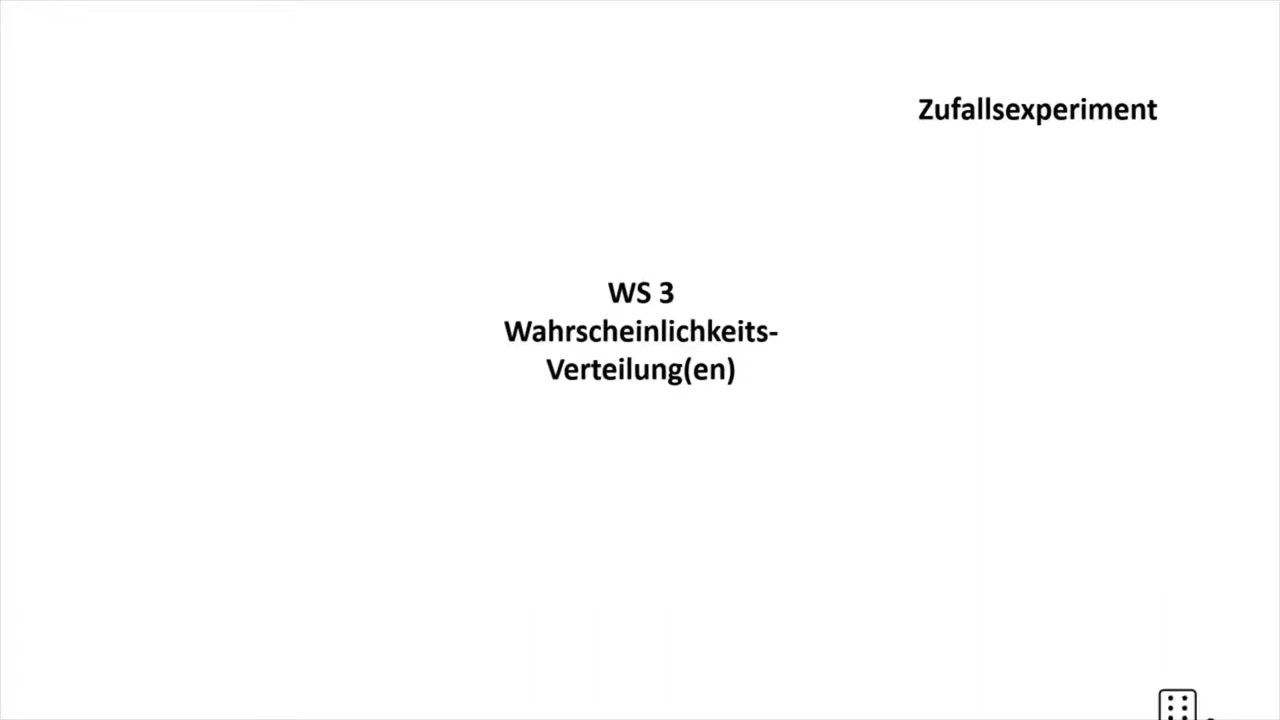 Zufallsexperiment
WS 3
Wahrscheinlichkeits-
Verteilung(en)